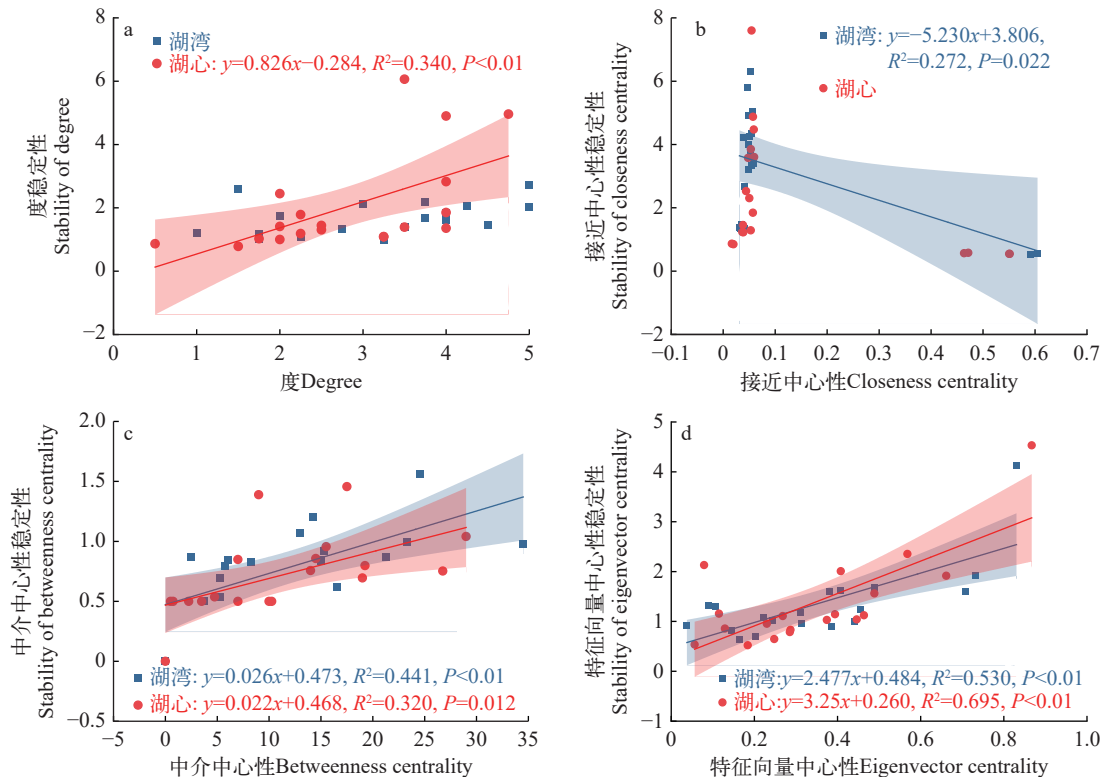 a
湖湾
湖心: y=0.826x−0.284, R²=0.340, P<0.01
8
6
4
2
0
−2
度稳定性
Stability of degree
0 1 2 3 4 5
度Degree
b
湖湾: y=−5.230x+3.806,
R²=0.272, P=0.022
湖心
8
6
4
2
0
−2
接近中心性稳定性
Stability of closeness centrality
−0.1 0 0.1 0.2 0.3 0.4 0.5 0.6 0.7
接近中心性Closeness centrality
c
2.0
1.5
1.0
0.5
0
−0.5
中介中心性稳定性
Stability of betweenness centrality
湖湾: y=0.026x+0.473, R²=0.441, P<0.01
湖心: y=0.022x+0.468, R²=0.320, P=0.012
−5 0 5 10 15 20 25 30 35
中介中心性Betweenness centrality
d
5
4
3
2
1
0
−1
特征向量中心性稳定性
Stability of eigenvector centrality
湖湾:y=2.477x+0.484, R²=0.530, P<0.01
湖心:y=3.25x+0.260, R²=0.695, P<0.01
0 0.2 0.4 0.6 0.8 1.0
特征向量中心性Eigenvector centrality